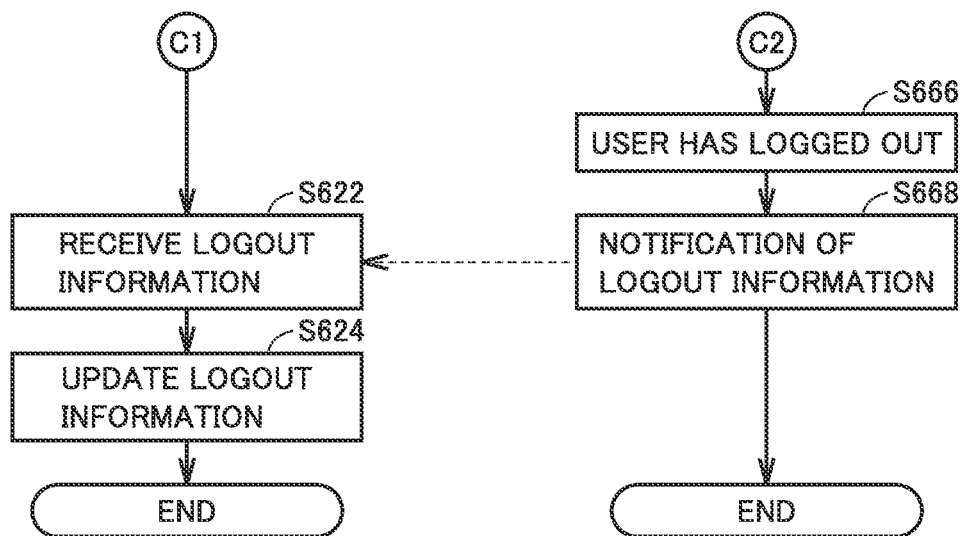 C1
C2
S666
USER HAS LOGGED OUT
S622
S668
RECEIVE LOGOUT
INFORMATION
NOTIFICATION OF
LOGOUT INFORMATION
S624
UPDATE LOGOUT
INFORMATION
END
END